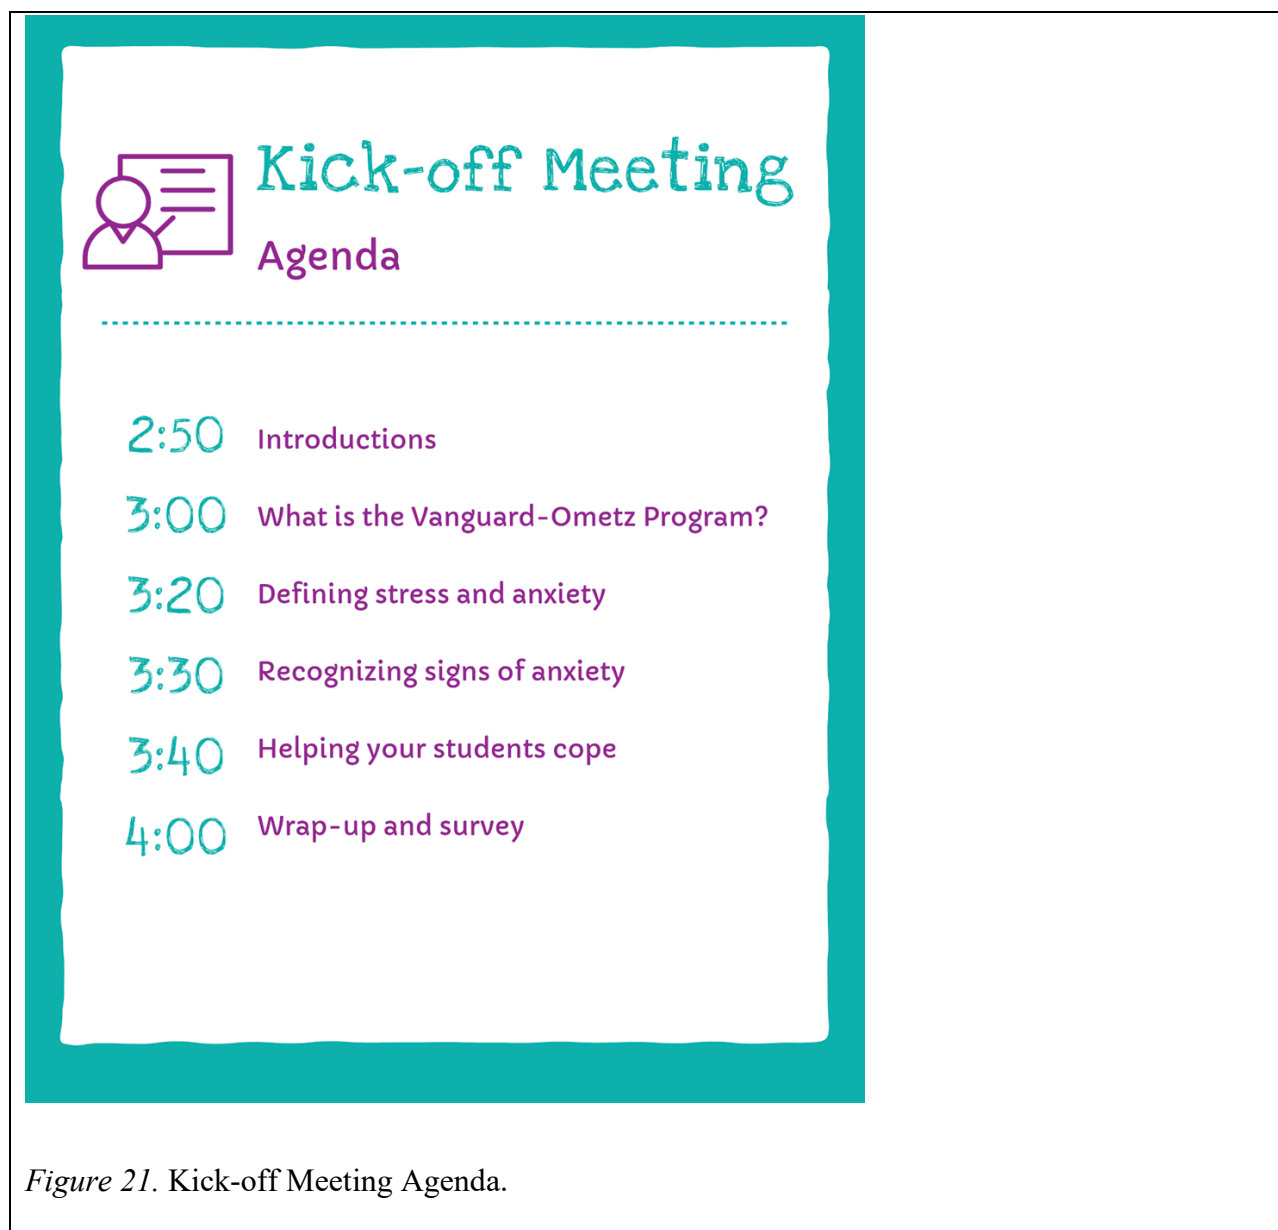 Kick-off Meeting
Agenda
2:50 Introductions
3:00 What is the Vanguard-Ometz Program?
3:20 Defining stress and anxiety
3:30 Recognizing signs of anxiety
3:40 Helping your students cope
4:00 Wrap-up and survey
Figure 21. Kick-off Meeting Agenda.